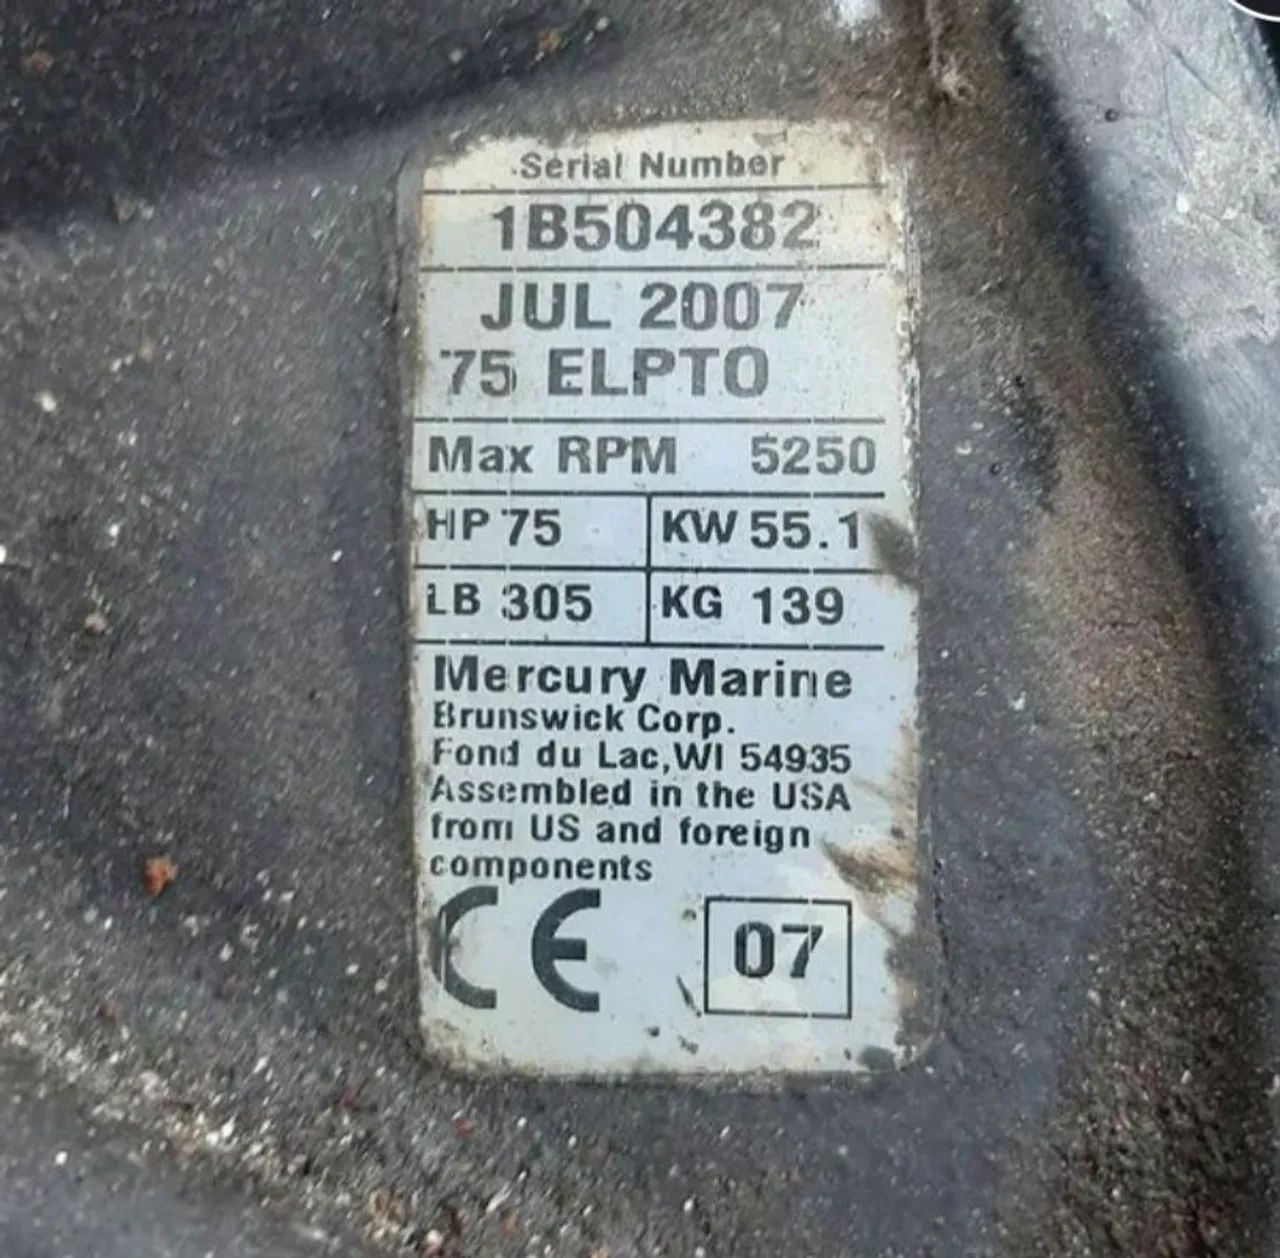 Serial Number
1B504382
JUL 2007
75 ELPTO
Max RPM 5250
HP 75 KW 55.1
LB 305 KG 139
Mercury Marine
Brunswick Corp.
Fond du Lac, WI 54935
Assembled in the USA
from US and foreign
components
CE 07